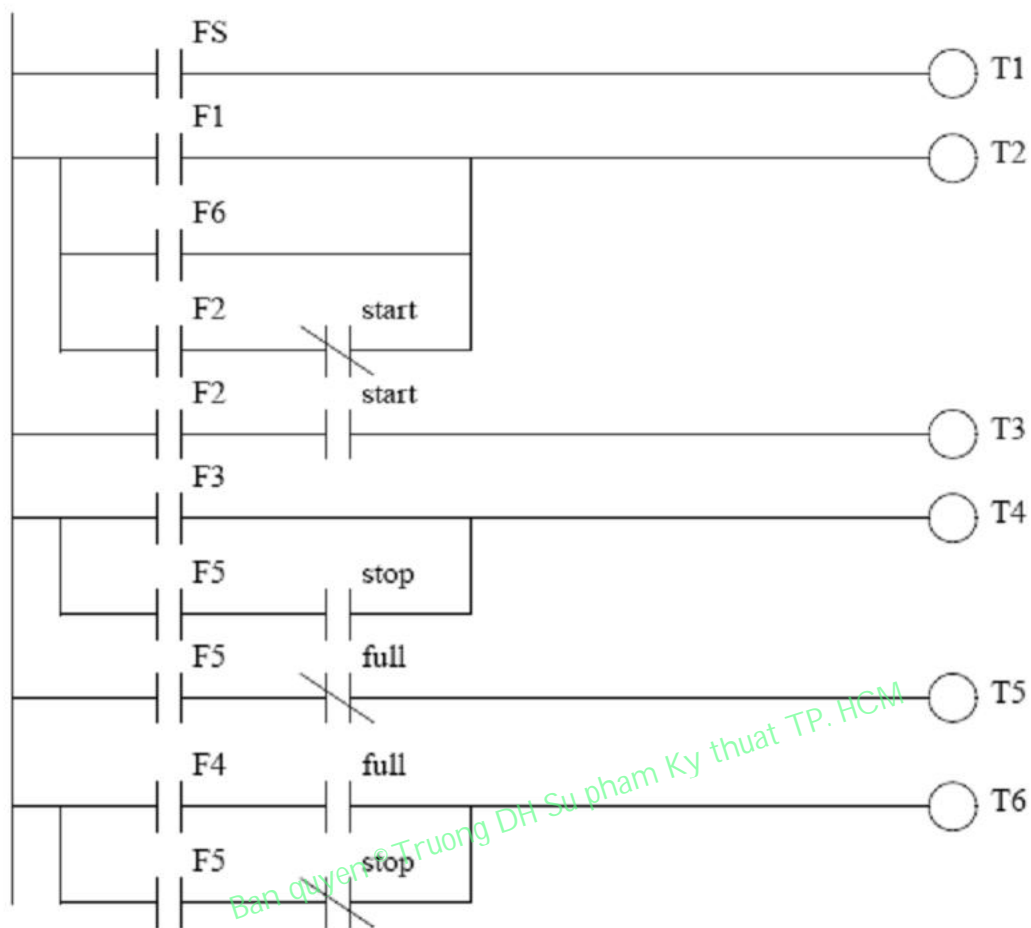 FS
T1
F1
T2
F6
F2 start
F2 start
T3
F3
T4
F5 stop
F5 full
T5
F4 full
T6
F5 stop
Ban quyen © Truong DH Su pham Ky thuat TP. HCM